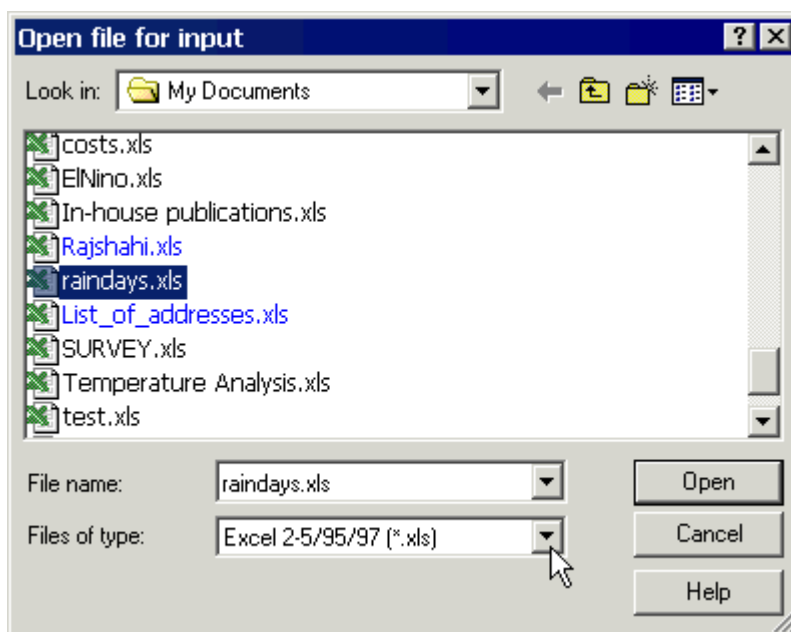 Open file for input
Look in: My Documents
costs.xls
ElNino.xls
In-house publications.xls
Rajshahi.xls
raindays.xls
List_of_addresses.xls
SURVEY.xls
Temperature Analysis.xls
test.xls
File name: raindays.xls Open
Files of type: Excel 2-5/95/97 (*.xls) Cancel
Help